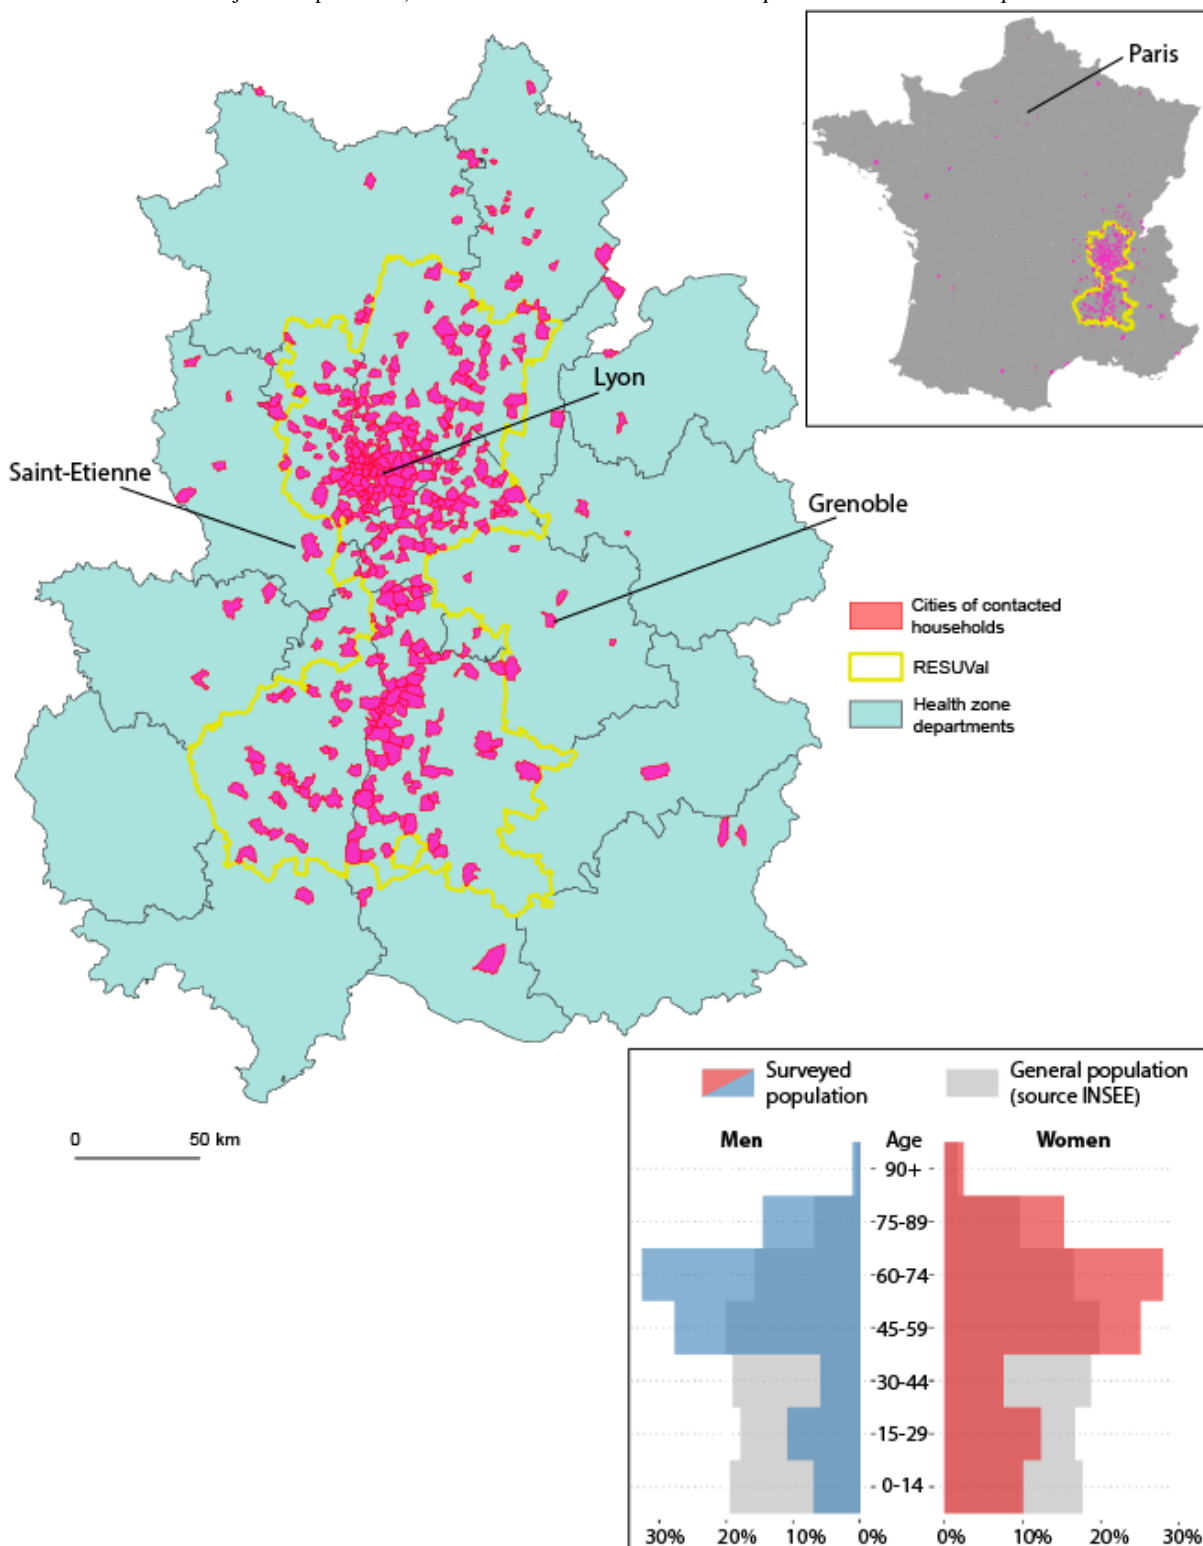 Paris
Lyon
Saint-Etienne
Grenoble
Cities of contacted
households
RESUVal
Health zone
departments
0 50 km
Surveyed
population
General population
(source INSEE)
Men Age Women
90+
75-89
60-74
45-59
30-44
15-29
0-14
30% 20% 10% 0% 0% 10% 20% 30%